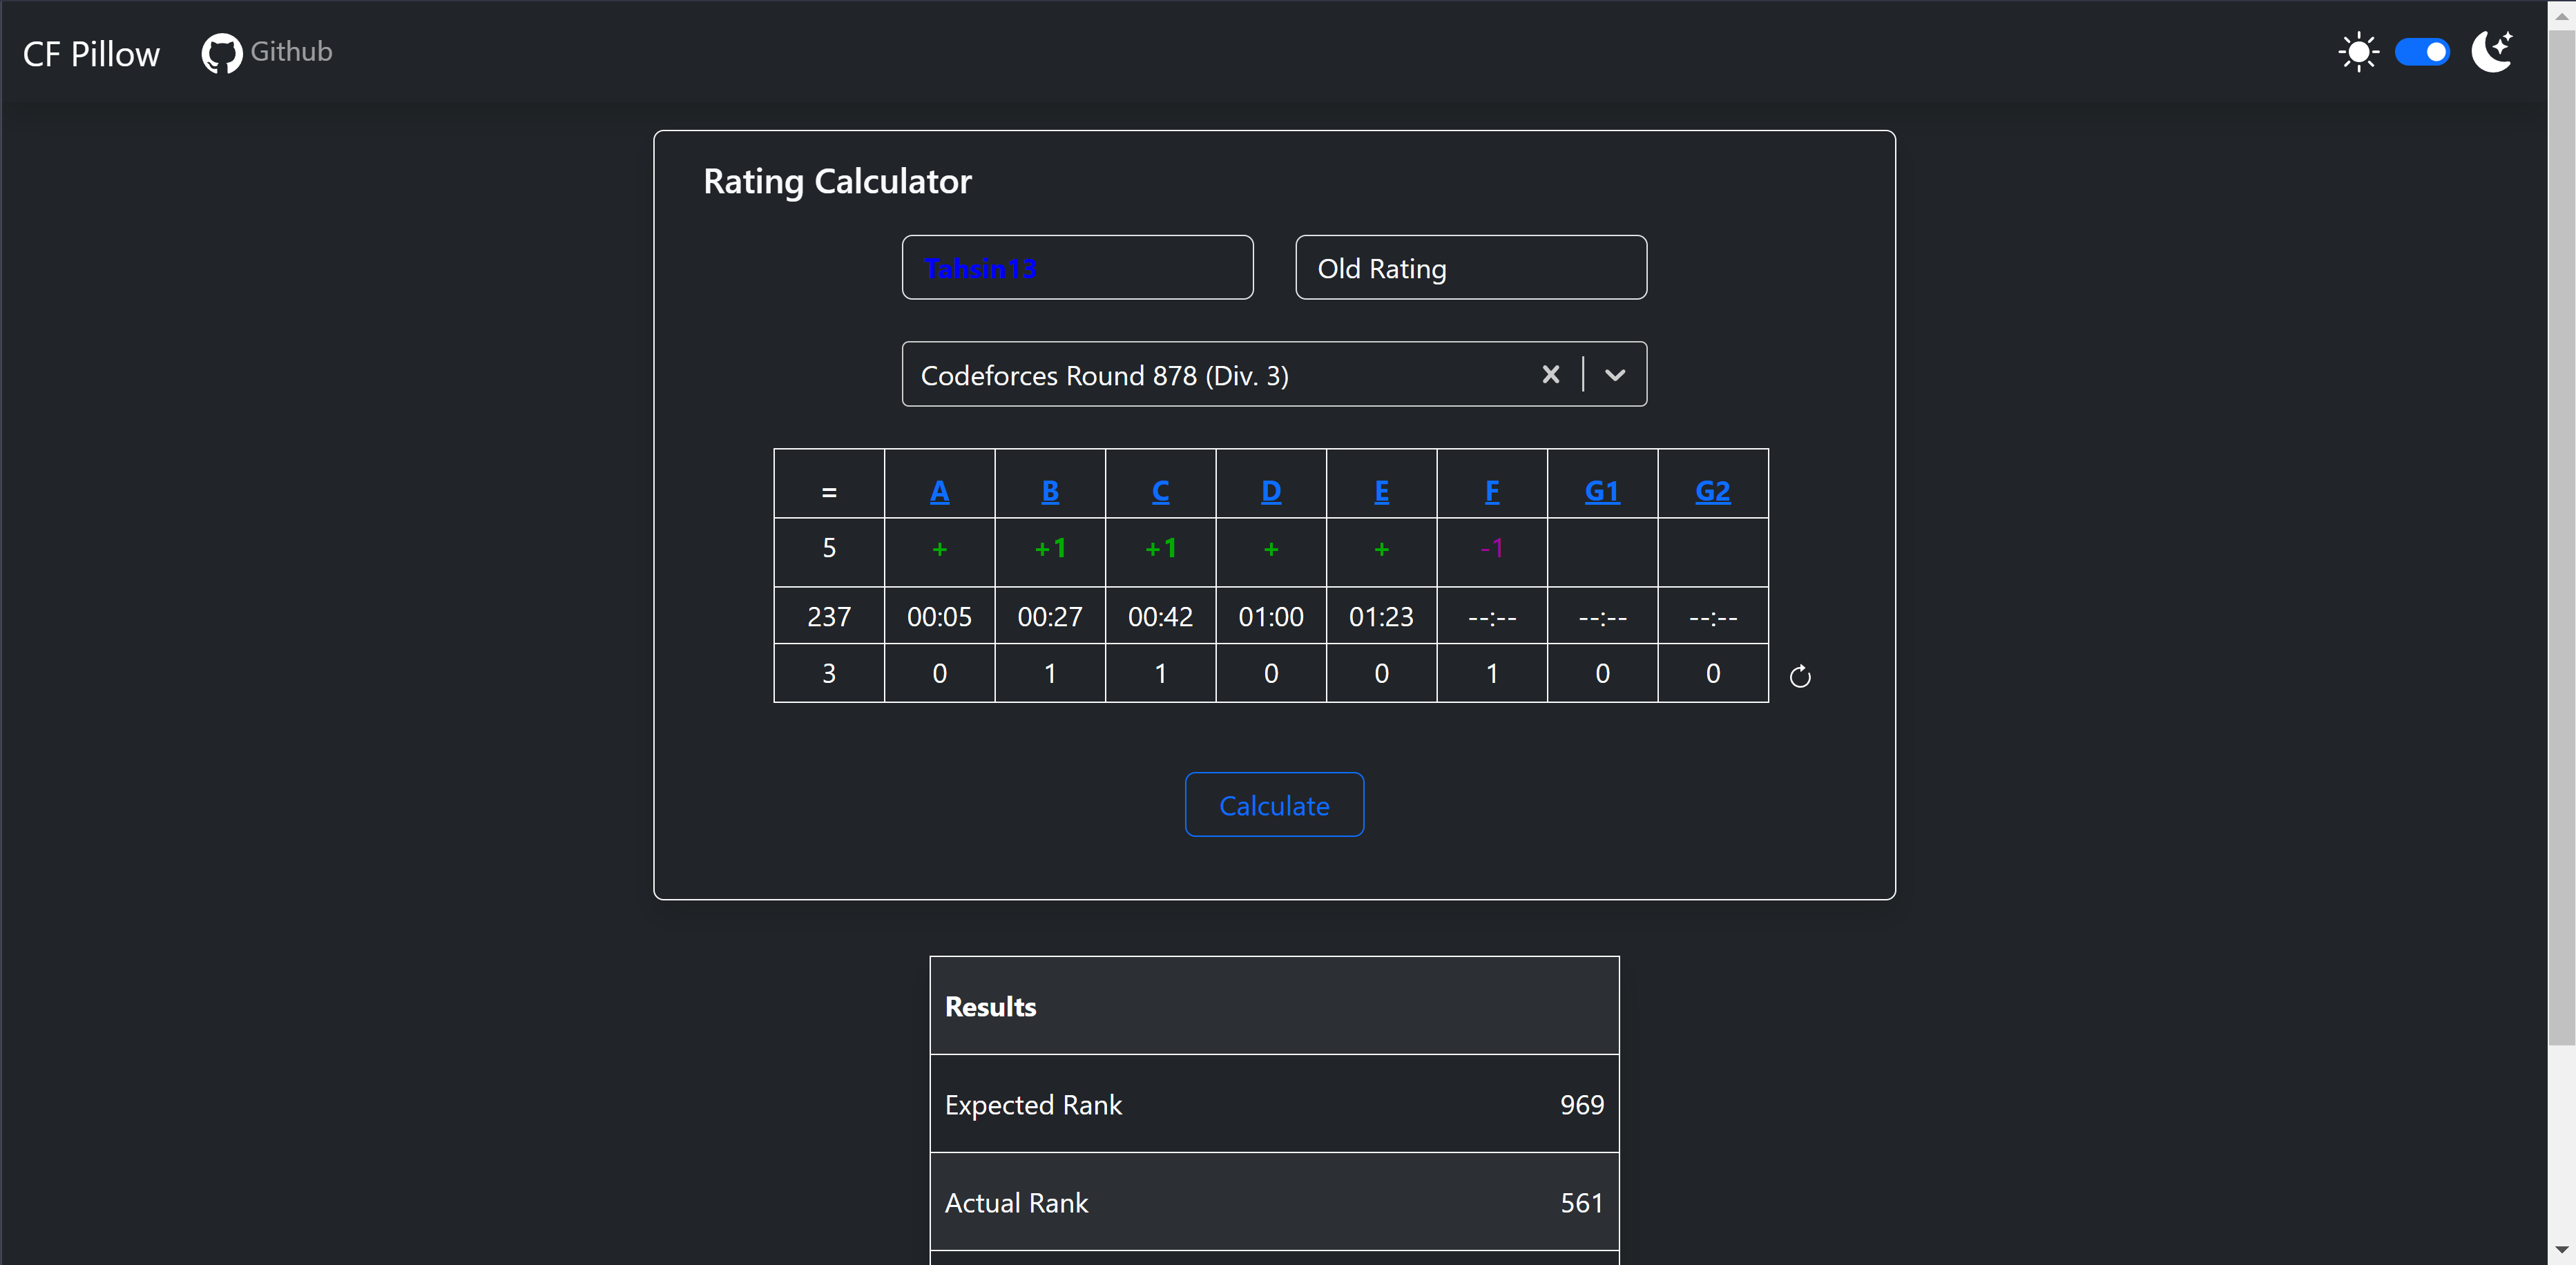 CF Pillow Github
Rating Calculator
Tahsin13 Old Rating
Codeforces Round 878 (Div. 3)
= A B C D E F G1 G2
5 + +1 +1 + + -1
237 00:05 00:27 00:42 01:00 01:23 --:-- --:-- --:--
3 0 1 1 0 0 1 0 0
Calculate
Results
Expected Rank 969
Actual Rank 561